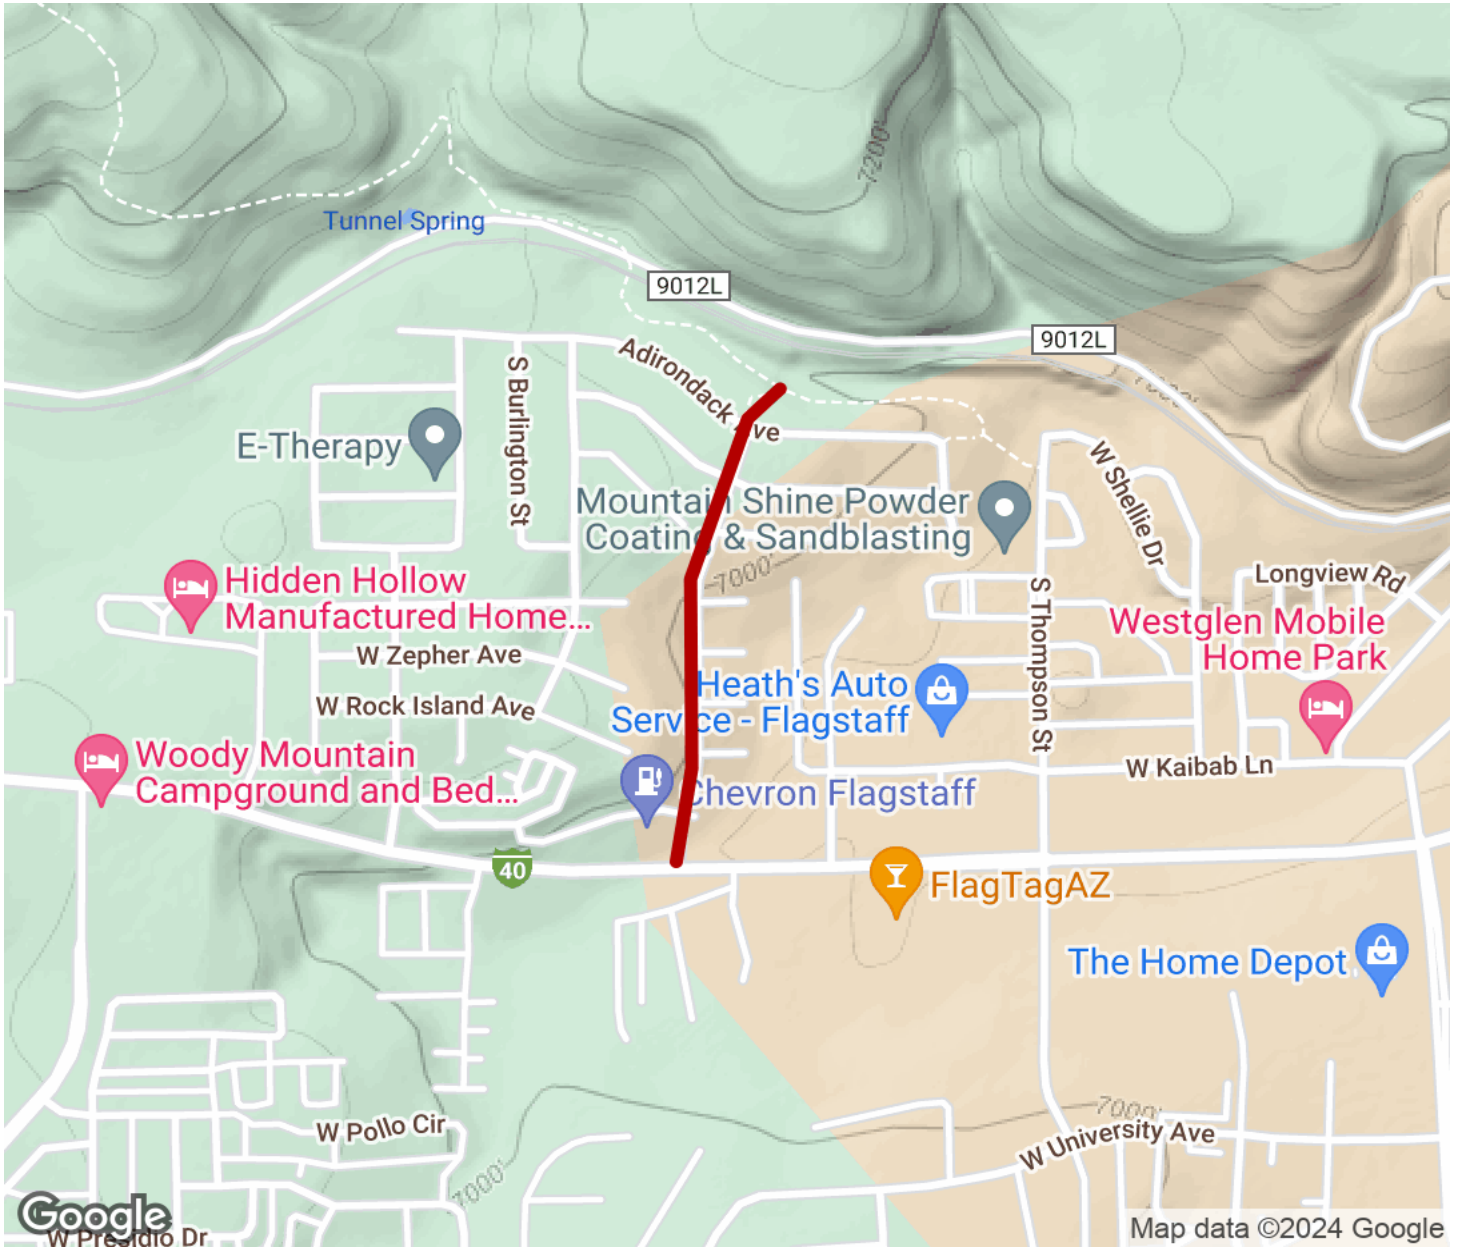 7200'
Tunnel Spring
9012L
9012L
7000'
Adirondack Ave
S Burlington St
E-Therapy
W Shellie Dr
Mountain Shine Powder
Coating & Sandblasting
7000'
Longview Rd
Hidden Hollow
Manufactured Home...
S Thompson St
Westglen Mobile
Home Park
W Zepher Ave
Heath's Auto
Service - Flagstaff
W Rock Island Ave
Woody Mountain
Campground and Bed...
W Kaibab Ln
Chevron Flagstaff
40
FlagTagAZ
The Home Depot
7000'
W Pollo Cir
W University Ave
7000'
Google
W Presidio Dr
Map data ©2024 Google